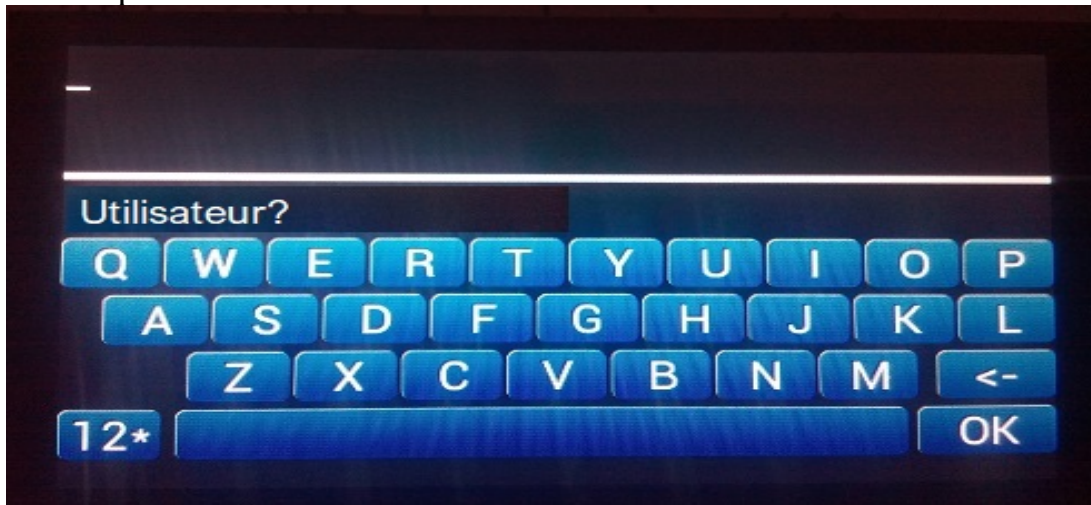 _
Utilisateur?
Q W E R T Y U I O P
A S D F G H J K L
Z X C V B N M <-
12* OK